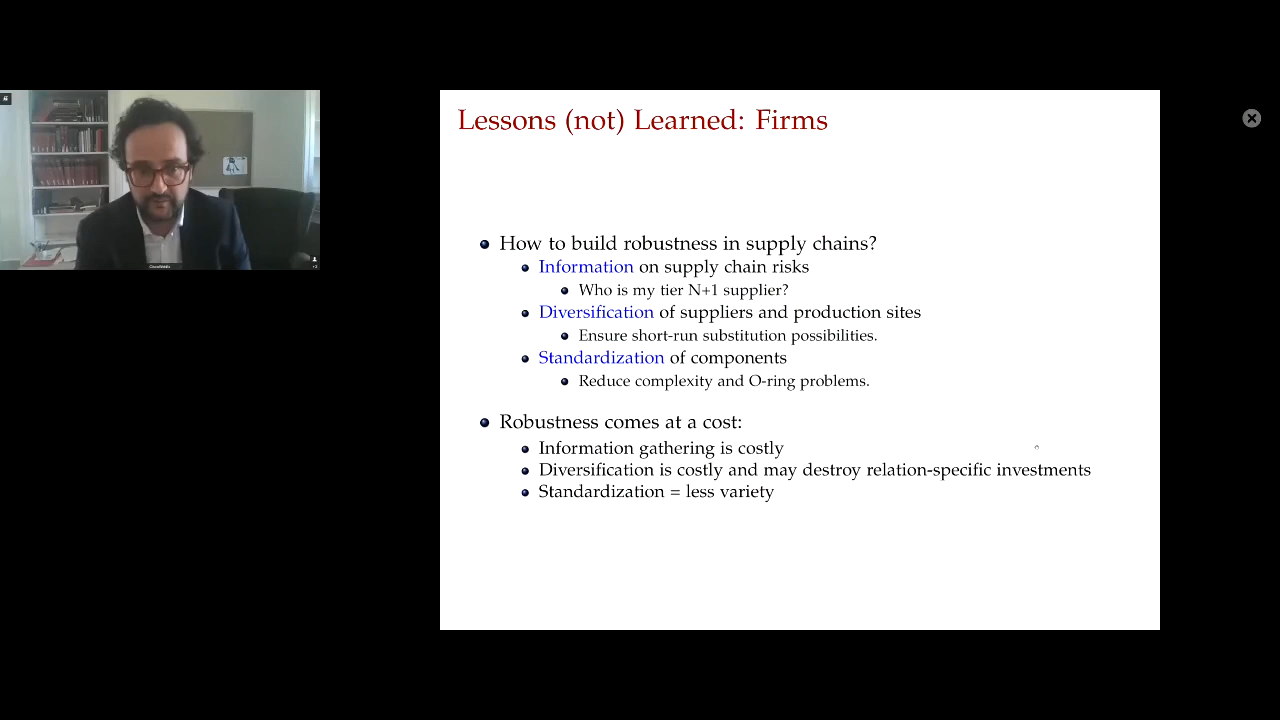 Lessons (not) Learned: Firms
How to build robustness in supply chains?
Information on supply chain risks
Who is my tier N+1 supplier?
Diversification of suppliers and production sites
Ensure short-run substitution possibilities.
Standardization of components
Reduce complexity and O-ring problems.
Robustness comes at a cost:
Information gathering is costly
Diversification is costly and may destroy relation-specific investments
Standardization = less variety